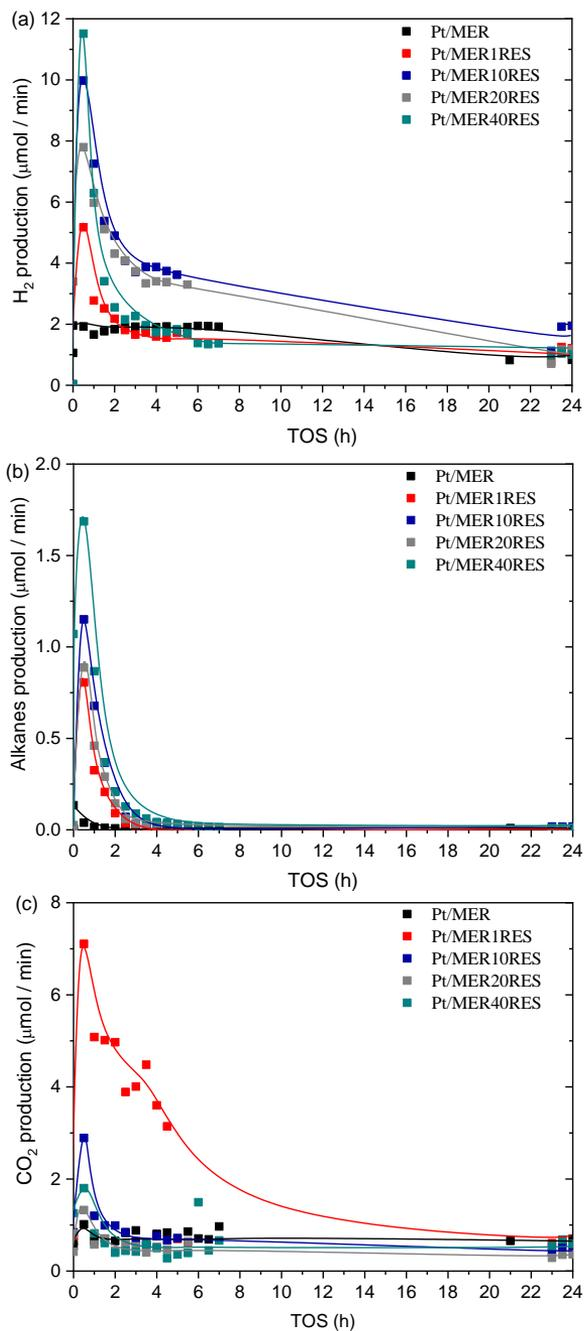 (a)
12
10
8
6
4
2
0
H₂ production (µmol / min)
Pt/MER
Pt/MER1RES
Pt/MER10RES
Pt/MER20RES
Pt/MER40RES
0 2 4 6 8 10 12 14 16 18 20 22 24
TOS (h)
(b)
2.0
1.5
1.0
0.5
0.0
Alkanes production (µmol / min)
Pt/MER
Pt/MER1RES
Pt/MER10RES
Pt/MER20RES
Pt/MER40RES
0 2 4 6 8 10 12 14 16 18 20 22 24
TOS (h)
(c)
8
7
6
5
4
3
2
1
0
CO₂ production (µmol / min)
Pt/MER
Pt/MER1RES
Pt/MER10RES
Pt/MER20RES
Pt/MER40RES
0 2 4 6 8 10 12 14 16 18 20 22 24
TOS (h)